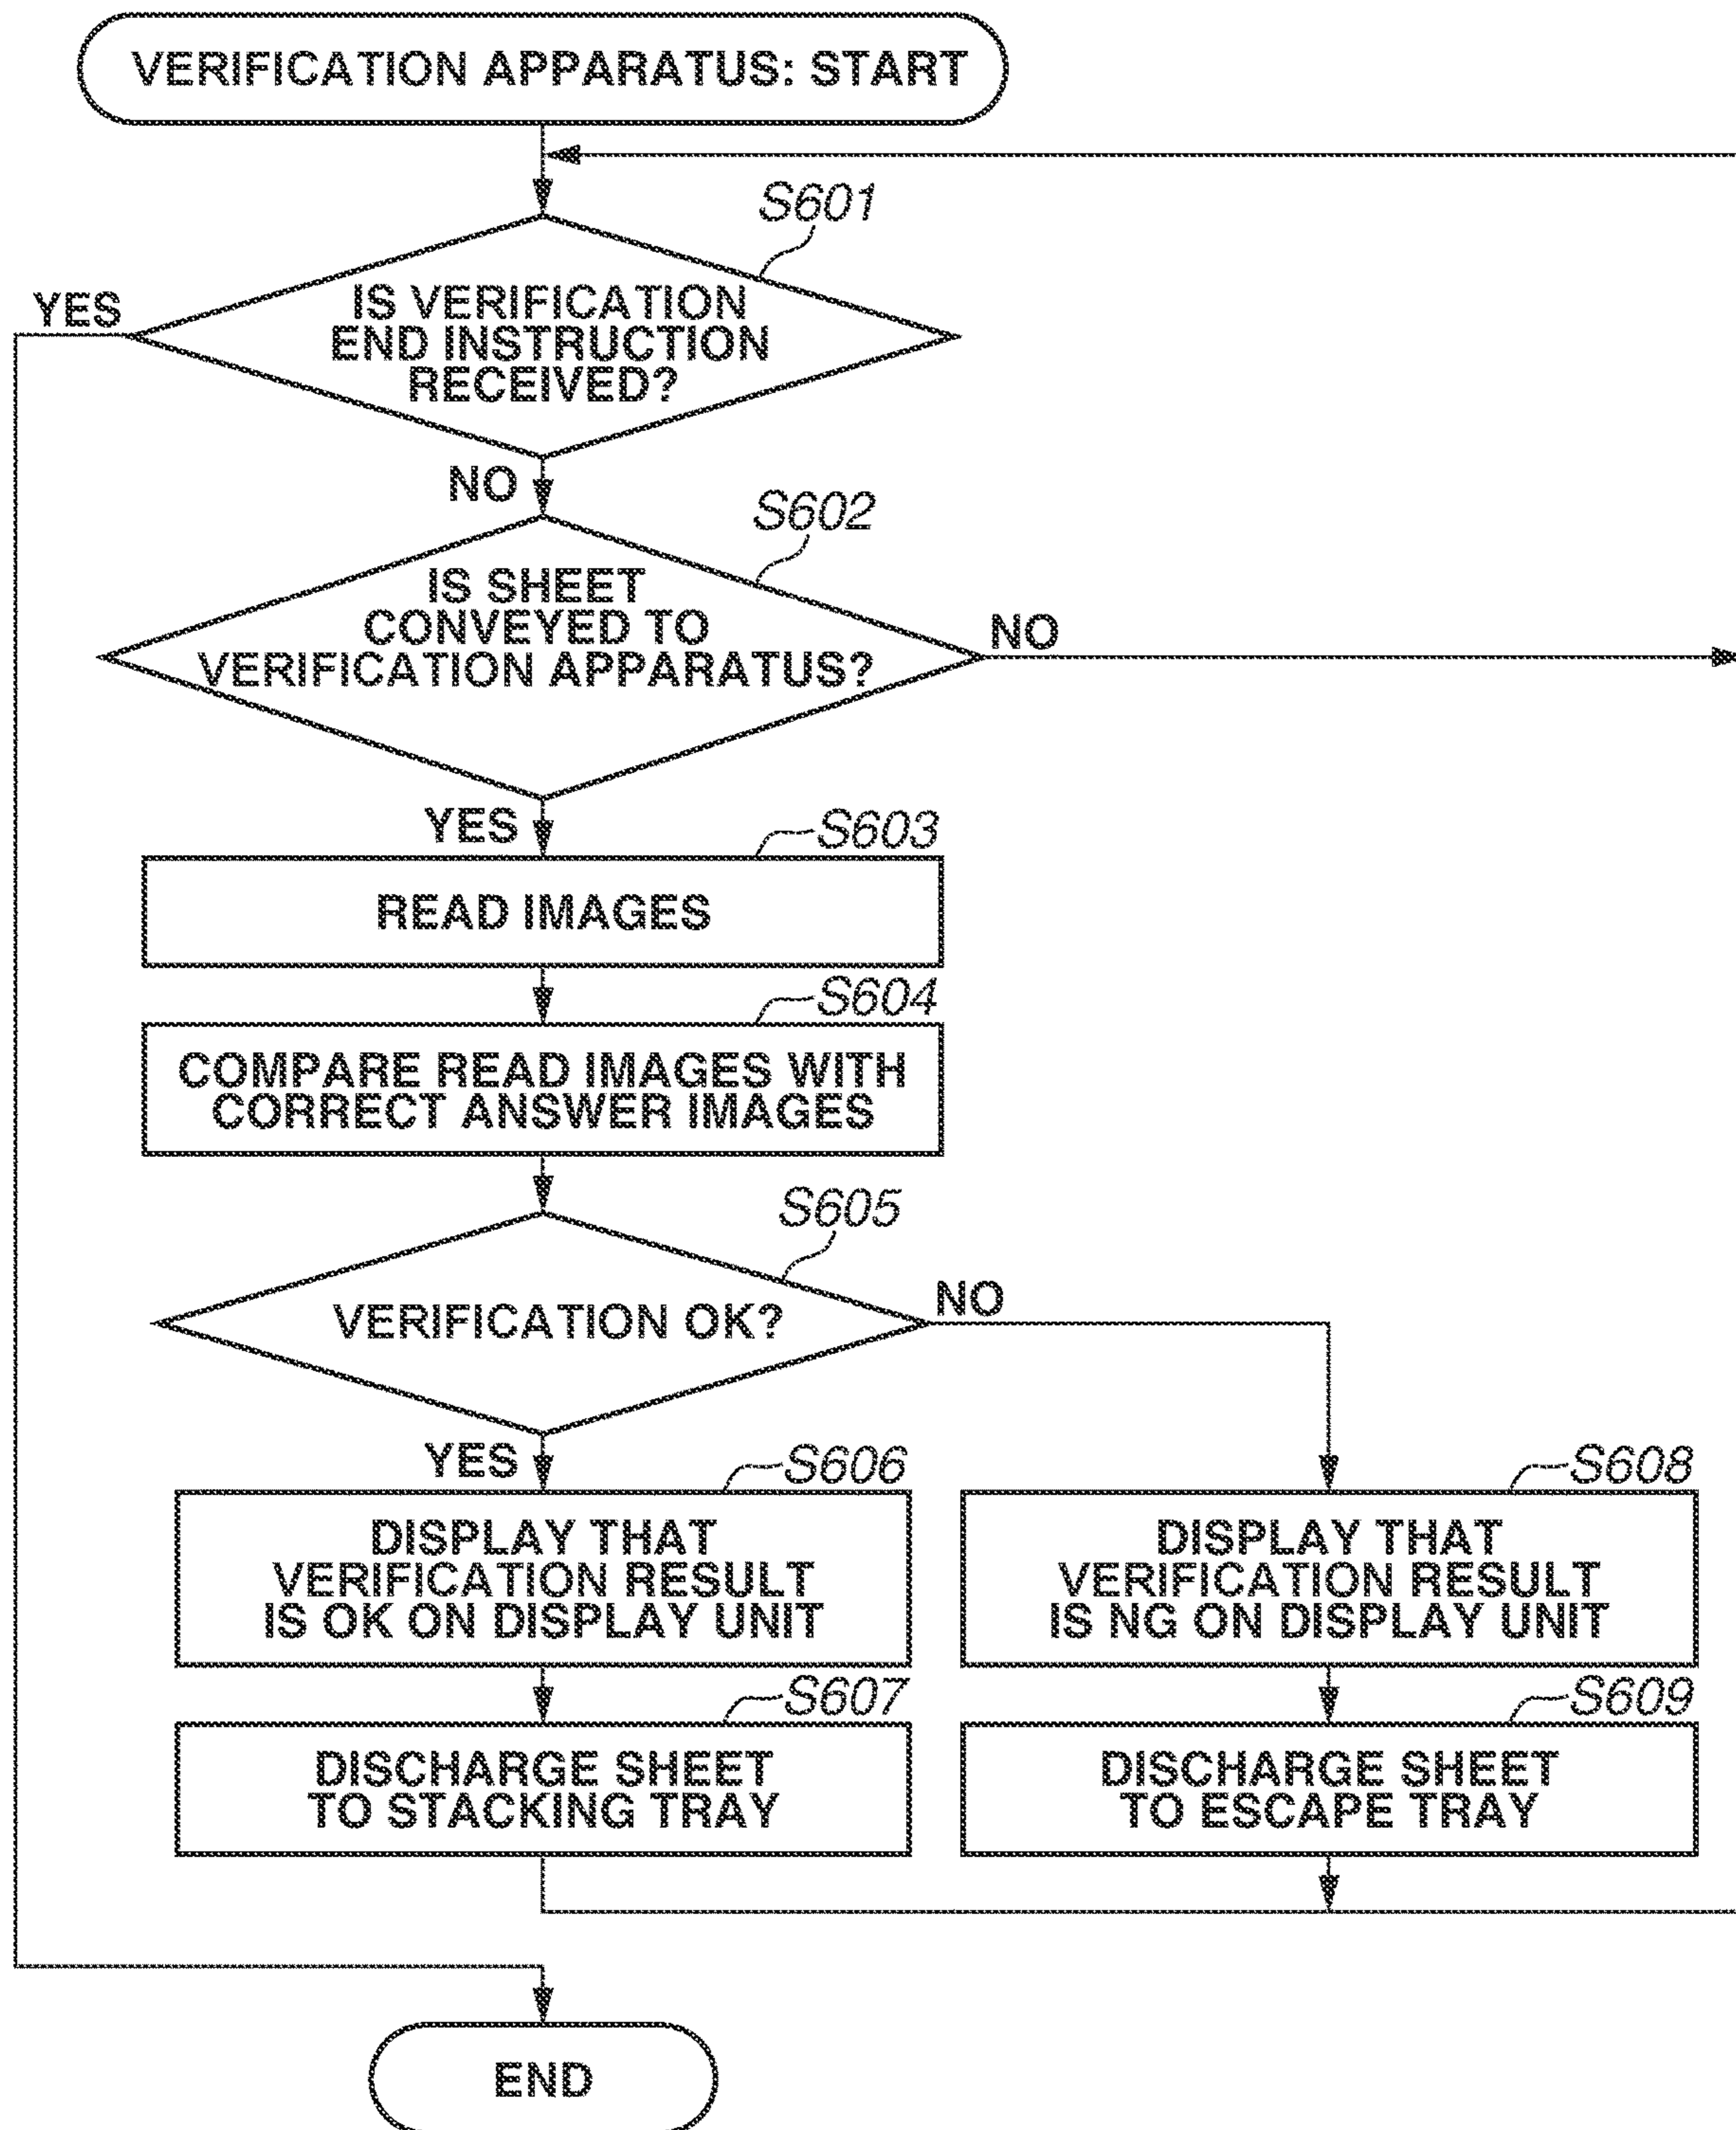 VERIFICATION APPARATUS: START
S601
YES
IS VERIFICATION
END INSTRUCTION
RECEIVED?
NO
S602
IS SHEET
CONVEYED TO
VERIFICATION APPARATUS?
NO
YES
S603
READ IMAGES
S604
COMPARE READ IMAGES WITH
CORRECT ANSWER IMAGES
S605
VERIFICATION OK?
NO
YES
S606
DISPLAY THAT
VERIFICATION RESULT
IS OK ON DISPLAY UNIT
S608
DISPLAY THAT
VERIFICATION RESULT
IS NG ON DISPLAY UNIT
S607
DISCHARGE SHEET
TO STACKING TRAY
S609
DISCHARGE SHEET
TO ESCAPE TRAY
END